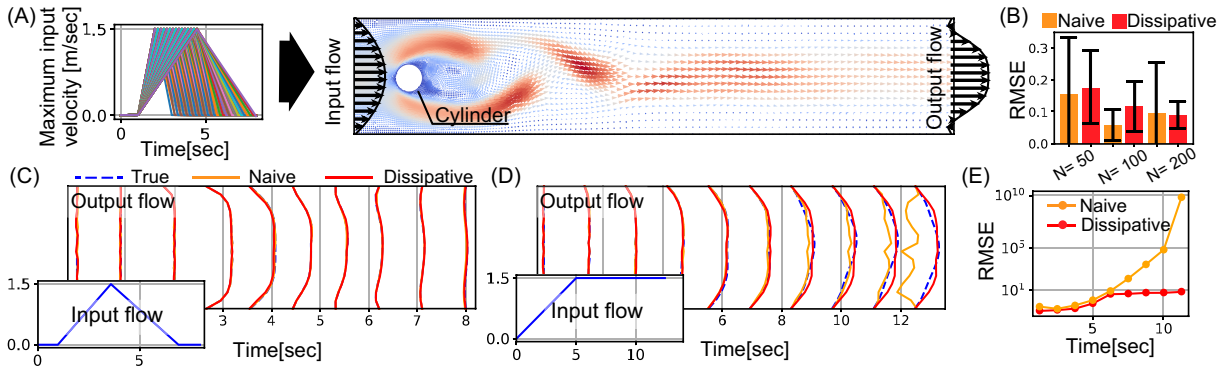 (A)
Maximum input
velocity [m/sec]
1.5
0.0
0
5
Time[sec]
Input flow
Cylinder
Output flow
(B)
Naive
Dissipative
RMSE
0.3
0.2
0.1
0.0
N= 50
N= 100
N= 200
(C)
True
Naive
Dissipative
Output flow
3 4 5 6 7 8
Time[sec]
Input flow
1.5
0.0
0
5
(D)
Output flow
6 8 10 12
Time[sec]
Input flow
1.5
0.0
0
5
10
(E)
Naive
Dissipative
RMSE
10^10
10^5
10^1
5
10
Time[sec]